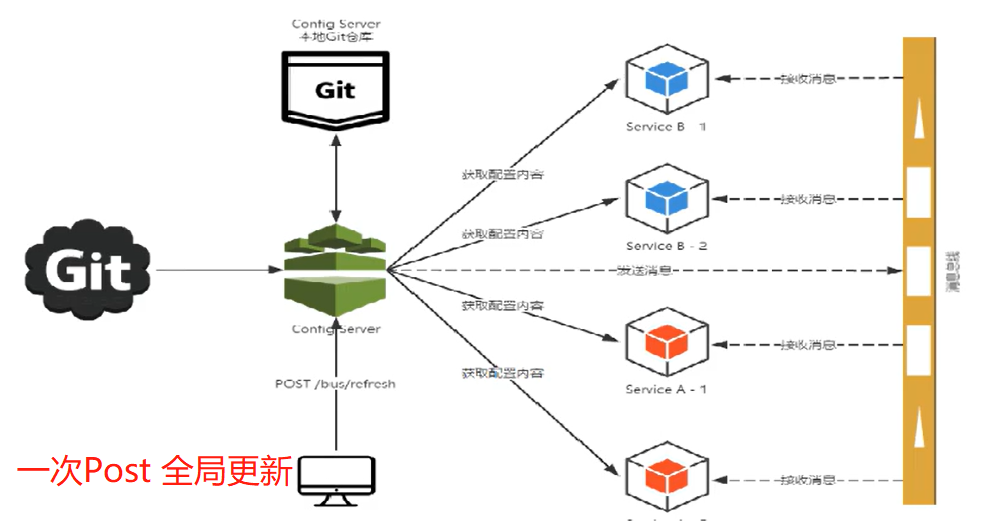 Config Server
本地Git仓库
Git
Service B - 1
接收消息
获取配置内容
Service B - 2
接收消息
获取配置内容
Git
发送消息
消息总线
Config Server
获取配置内容
Service A - 1
接收消息
POST /bus/refresh
获取配置内容
一次Post 全局更新
接收消息